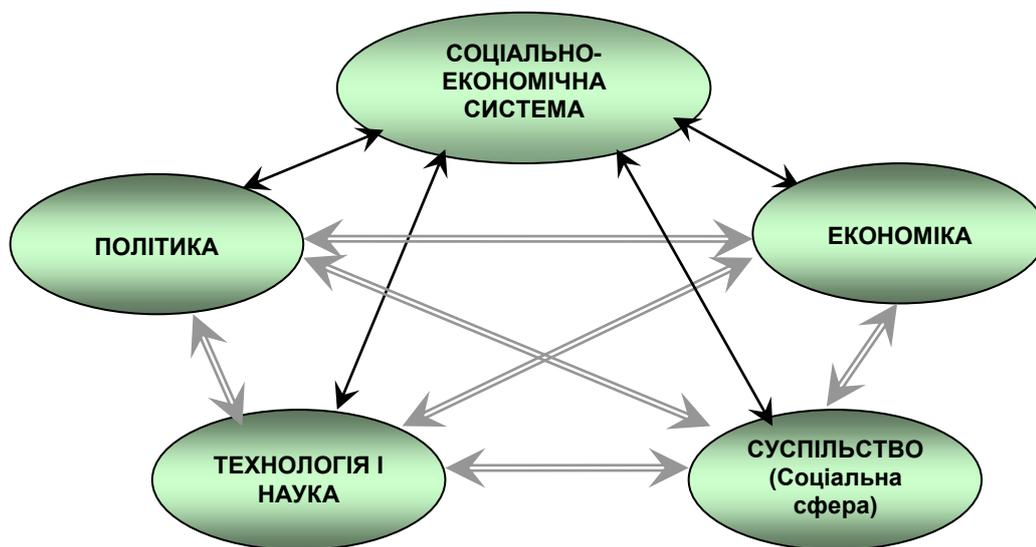 СОЦІАЛЬНО-
ЕКОНОМІЧНА
СИСТЕМА
ПОЛІТИКА
ЕКОНОМІКА
ТЕХНОЛОГІЯ І
НАУКА
СУСПІЛЬСТВО
(Соціальна
сфера)